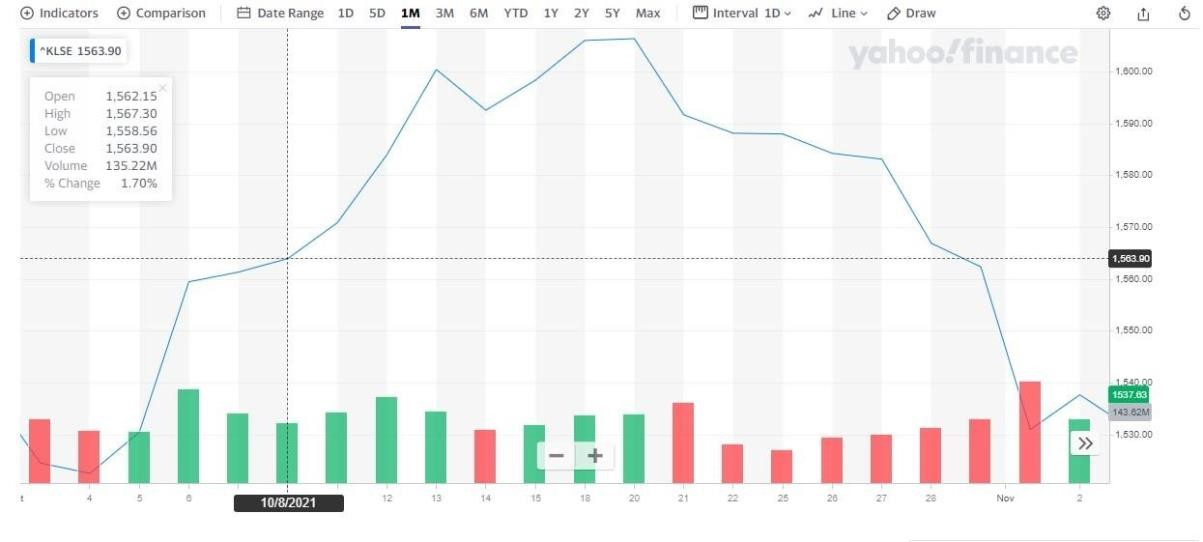 Indicators Comparison Date Range 1D 5D 1M 3M 6M YTD 1Y 2Y 5Y Max Interval 1D Line Draw
^KLSE 1563.90
yahoo!finance
Open 1,562.15
High 1,567.30
Low 1,558.56
Close 1,563.90
Volume 135.22M
% Change 1.70%
1,600.00
1,590.00
1,580.00
1,570.00
1,563.90
1,560.00
1,550.00
1,540.00
1537.63
143.62M
1,530.00
t 4 5 6 10/8/2021 12 13 14 15 18 20 21 22 25 26 27 28 Nov 2